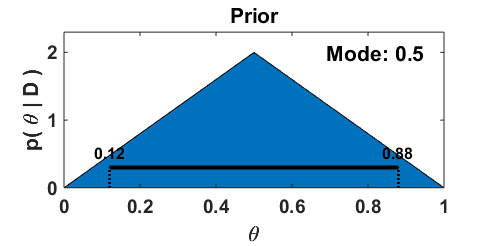 Prior
Mode: 0.5
p( θ | D )
2
1
0
0.12
0.88
0
0.2
0.4
0.6
0.8
1
θ